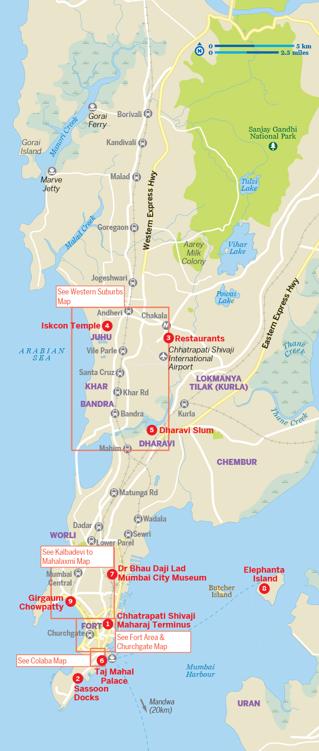 N
0 5 km
0 2.5 miles
Manori Creek
Borivali
Gorai
Ferry
Sanjay Gandhi
National Park
Gorai
Island
Kandivali
Malad
Marve
Jetty
Western Express Hwy
Tulsi
Lake
Malad Creek
Goregaon
Aarey
Milk
Colony
Vihar
Lake
Jogeshwari
Powai
Lake
Eastern Express Hwy
See Western Suburbs
Map
Andheri
Chakala
M
Iskcon Temple 4
JUHU
3 Restaurants
Thane
Creek
ARABIAN
SEA
Vile Parle
Chhatrapati Shivaji
International
Airport
Santa Cruz
LOKMANYA
TILAK (KURLA)
KHAR
Khar Rd
BANDRA
Bandra
Kurla
Thane
Creek
5 Dharavi Slum
DHARAVI
Mahim
CHEMBUR
Matunga Rd
Wadala
Dadar
Sewri
WORLI
Lower Parel
See Kalbadevi to
Mahalaxmi Map
Mumbai
Central
7 Dr Bhau Daji Lad
Mumbai City Museum
Elephanta
Island
8
Butcher
Island
Girgaum
Chowpatty 9
Chhatrapati Shivaji
Maharaj Terminus
FORT 1
Churchgate
See Fort Area &
Churchgate Map
See Colaba Map
6
Taj Mahal
Palace
Mumbai
Harbour
2
Sassoon
Docks
Mandwa
(20km)
URAN